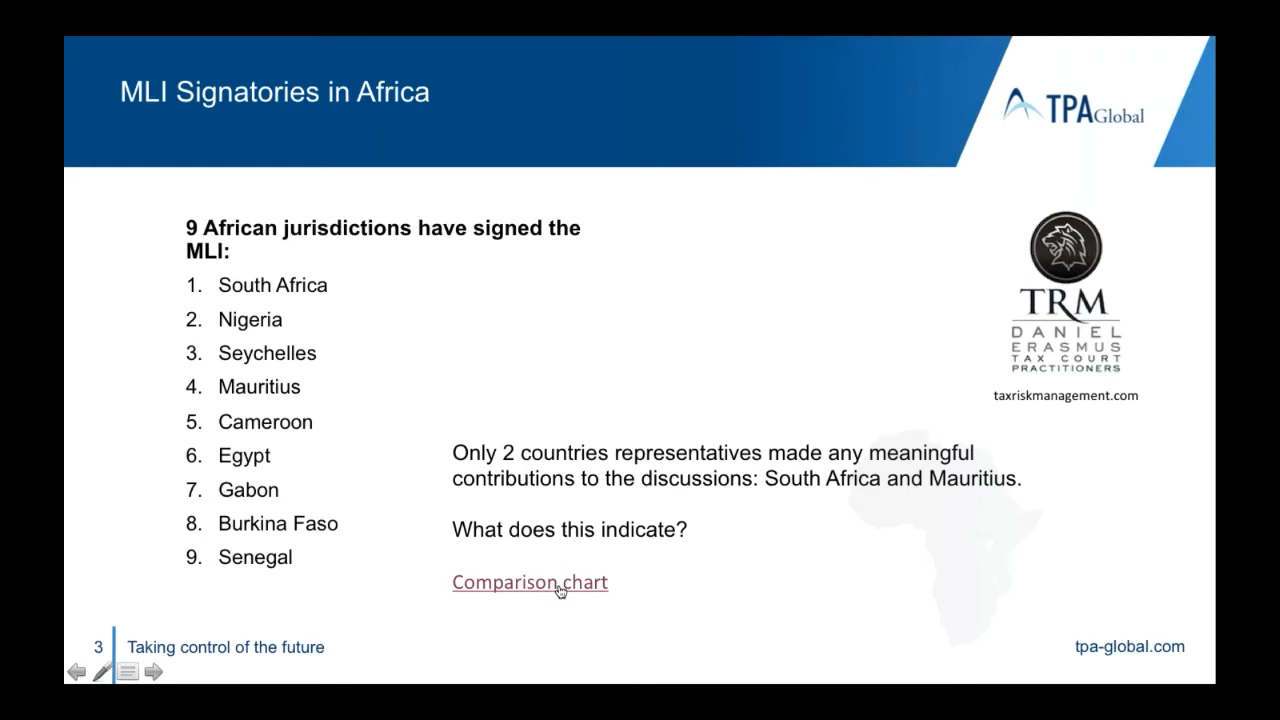 MLI Signatories in Africa
TPAGlobal
9 African jurisdictions have signed the
MLI:
1. South Africa
2. Nigeria
3. Seychelles
4. Mauritius
5. Cameroon
6. Egypt
7. Gabon
8. Burkina Faso
9. Senegal
TRM
DANIEL
ERASMUS
TAX COURT
PRACTITIONERS
taxriskmanagement.com
Only 2 countries representatives made any meaningful
contributions to the discussions: South Africa and Mauritius.
What does this indicate?
Comparison chart
3 Taking control of the future
tpa-global.com